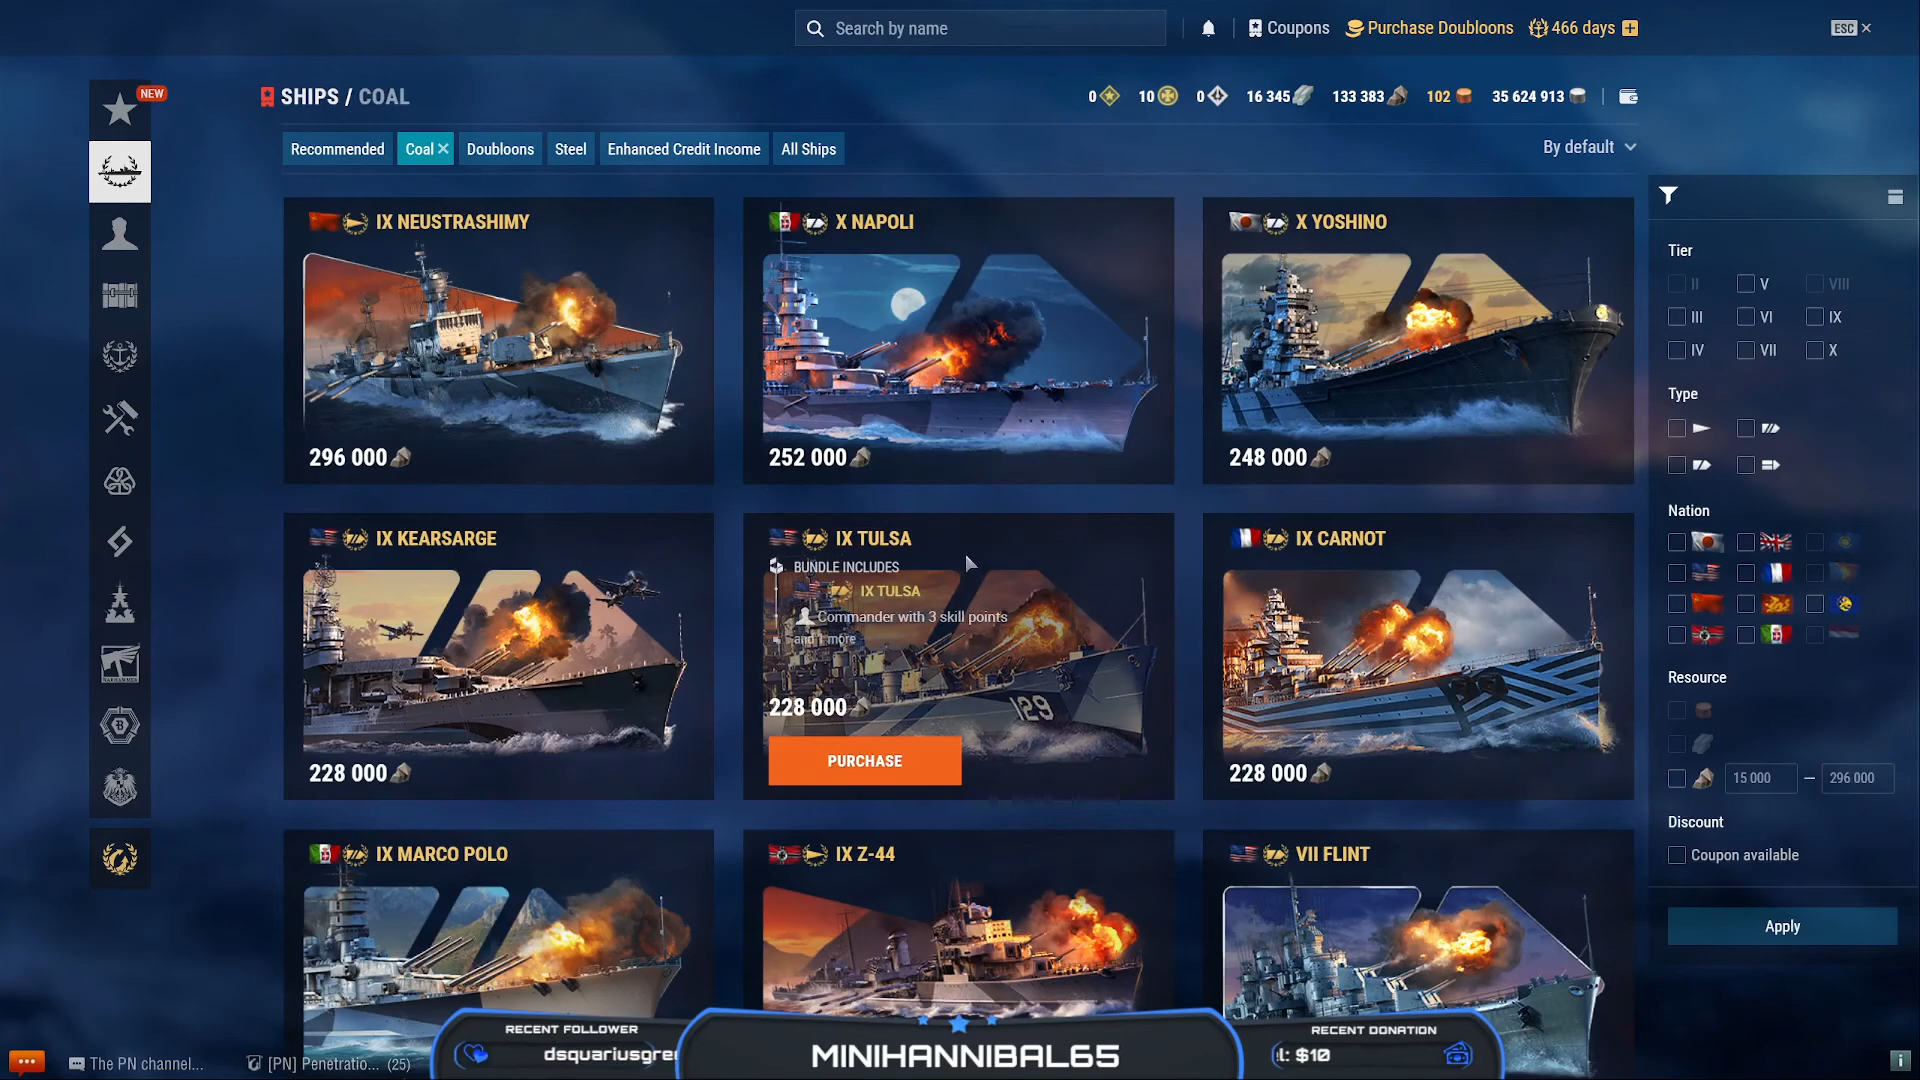 Search by name
Coupons
Purchase Doubloons
466 days
ESC
NEW
SHIPS / COAL
0
10
0
16 345
133 383
102
35 624 913
Recommended
Coal
Doubloons
Steel
Enhanced Credit Income
All Ships
By default
IX NEUSTRASHIMY
296 000
X NAPOLI
252 000
X YOSHINO
248 000
IX KEARSARGE
228 000
IX TULSA
BUNDLE INCLUDES
IX TULSA
Commander with 3 skill points
and 1 more
129
228 000
PURCHASE
IX CARNOT
228 000
IX MARCO POLO
IX Z-44
VII FLINT
Tier
II
V
VIII
III
VI
IX
IV
VII
X
Type
Nation
Resource
15 000
—
296 000
Discount
Coupon available
Apply
B
RECENT FOLLOWER
dsquariusgre
MINIHANNIBAL65
RECENT DONATION
l: $10
The PN channel...
[PN] Penetratio... (25)
i